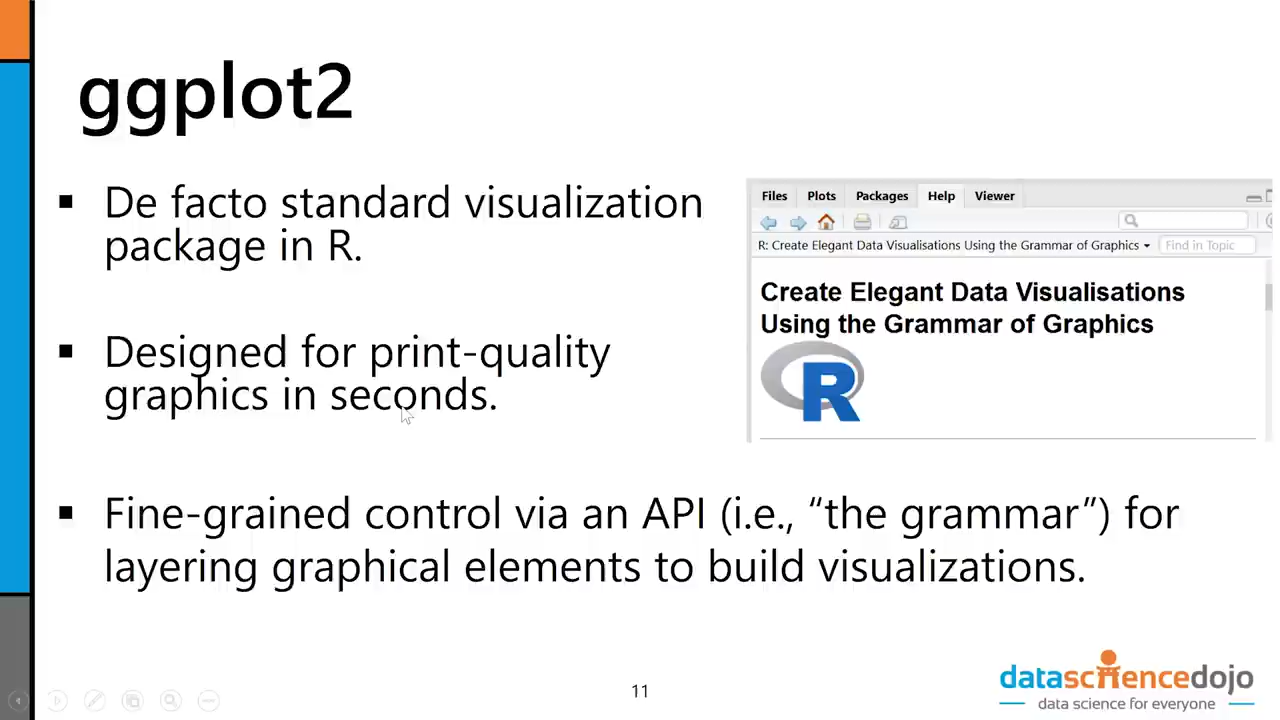 ggplot2
▪ De facto standard visualization
package in R.
▪ Designed for print-quality
graphics in seconds.
Files Plots Packages Help Viewer
R: Create Elegant Data Visualisations Using the Grammar of Graphics Find in Topic
Create Elegant Data Visualisations
Using the Grammar of Graphics
R
▪ Fine-grained control via an API (i.e., “the grammar”) for
layering graphical elements to build visualizations.
11
datasciencedojo
data science for everyone